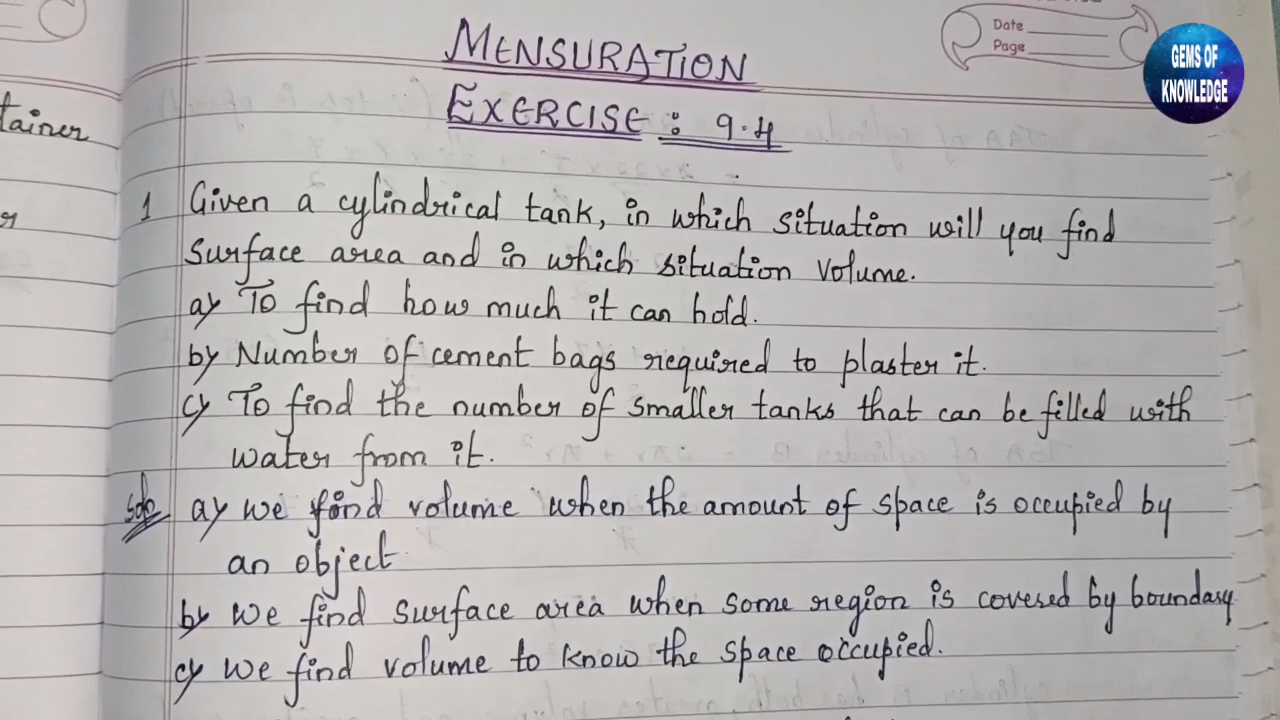 Date
Page
GEMS OF
KNOWLEDGE
MENSURATION
EXERCISE : 9.4
tainer
1 Given a cylindrical tank, in which situation will you find
Surface area and in which situation volume.
a) To find how much it can hold.
b) Number of cement bags required to plaster it.
c) To find the number of smaller tanks that can be filled with
water from it.
Soln a) we find volume when the amount of space is occupied by
an object
b) we find surface area when some region is covered by boundary
c) we find volume to know the space occupied.